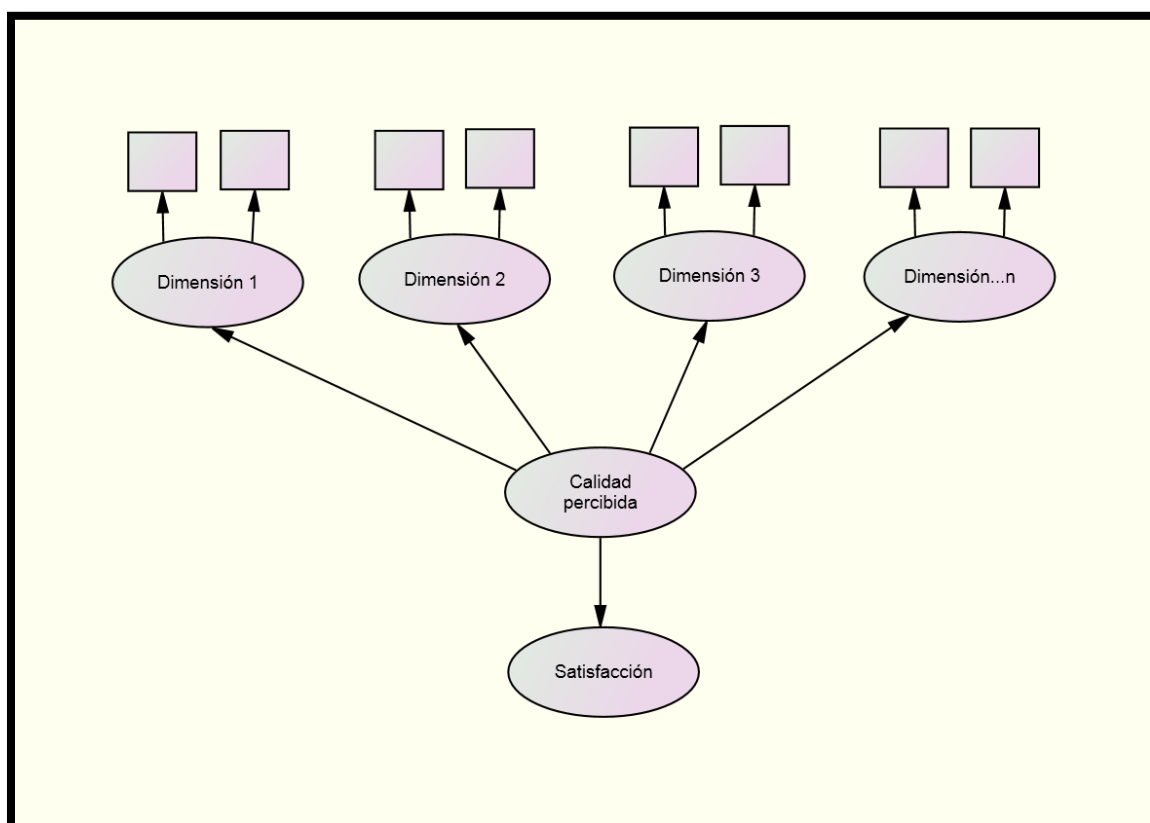 Dimensión 1
Dimensión 2
Dimensión 3
Dimensión...n
Calidad
percibida
Satisfacción